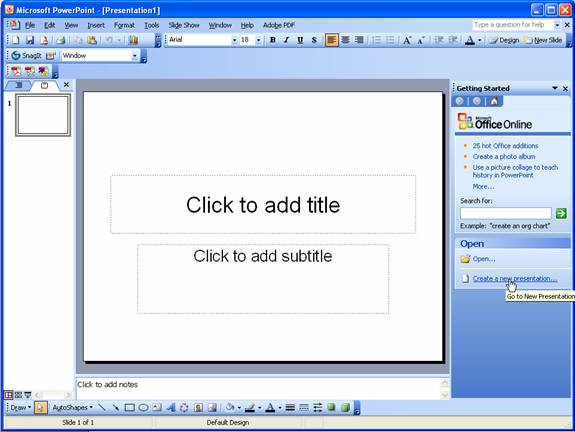 Microsoft PowerPoint - [Presentation1]
File Edit View Insert Format Tools Slide Show Window Help Adobe PDF
Type a question for help
Arial 18 B I U S A A A Design New Slide
SnagIt Window
Getting Started
1
Microsoft
Office Online
25 hot Office additions
Create a photo album
Use a picture collage to teach
history in PowerPoint
More...
Search for:
Example: "create an org chart"
Click to add title
Click to add subtitle
Open
Open...
Create a new presentation...
Go to New Presentation
Click to add notes
Draw AutoShapes A A
Slide 1 of 1 Default Design